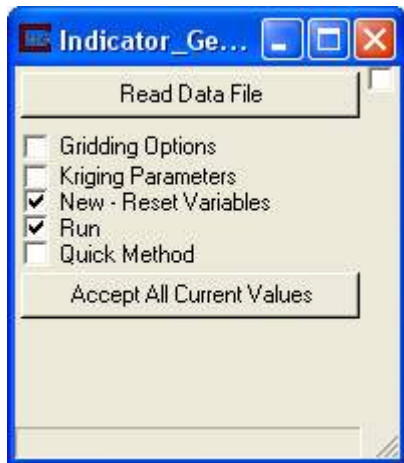 Indicator_Ge...
Read Data File
Gridding Options
Kriging Parameters
New - Reset Variables
Run
Quick Method
Accept All Current Values